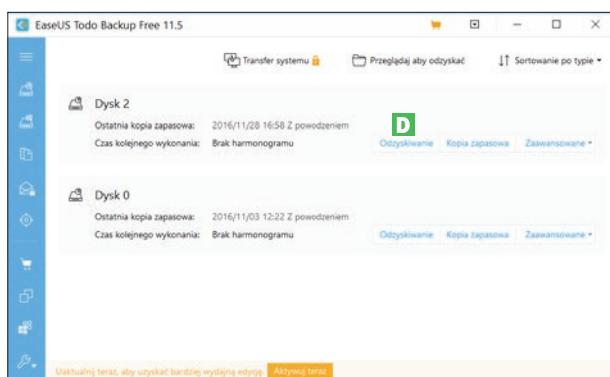 EaseUS Todo Backup Free 11.5
Transfer systemu Przeglądaj aby odzyskać Sortowanie po typie
Dysk 2
Ostatnia kopia zapasowa: 2016/11/28 16:58 Z powodzeniem
D
Czas kolejnego wykonania: Brak harmonogramu Odzyskiwanie Kopia zapasowa Zaawansowane
Dysk 0
Ostatnia kopia zapasowa: 2016/11/03 12:22 Z powodzeniem
Czas kolejnego wykonania: Brak harmonogramu Odzyskiwanie Kopia zapasowa Zaawansowane
Uaktualnij teraz, aby uzyskać bardziej wydajną edycję. Aktywuj teraz